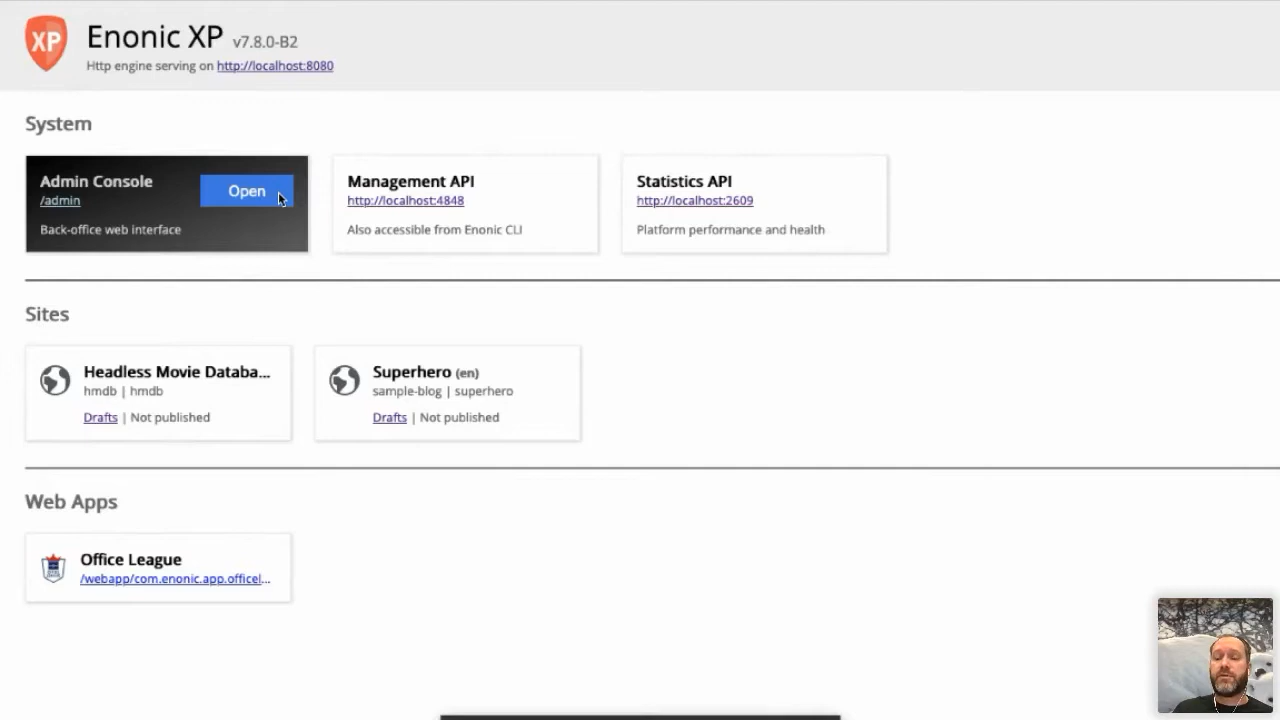 XP
Enonic XP v7.8.0-B2
Http engine serving on http://localhost:8080
System
Admin Console
/admin
Open
Back-office web interface
Management API
http://localhost:4848
Also accessible from Enonic CLI
Statistics API
http://localhost:2609
Platform performance and health
Sites
Headless Movie Databa...
hmdb | hmdb
Drafts | Not published
Superhero (en)
sample-blog | superhero
Drafts | Not published
Web Apps
Office League
/webapp/com.enonic.app.officel...